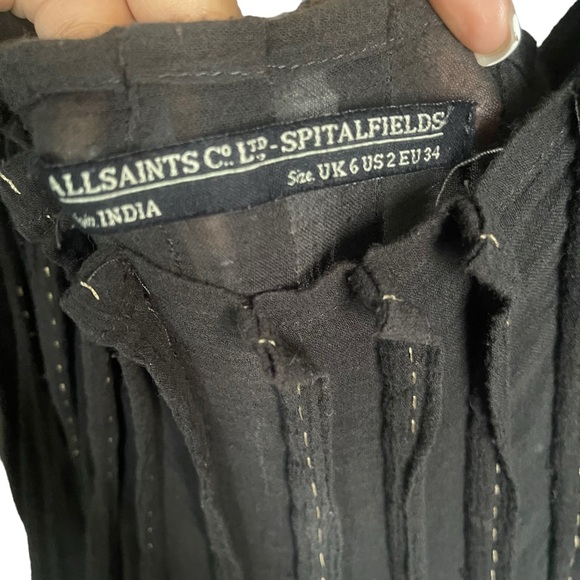 ALLSAINTS Cº. LTD-SPITALFIELDS
Size. UK 6 US 2 EU 34
INDIA